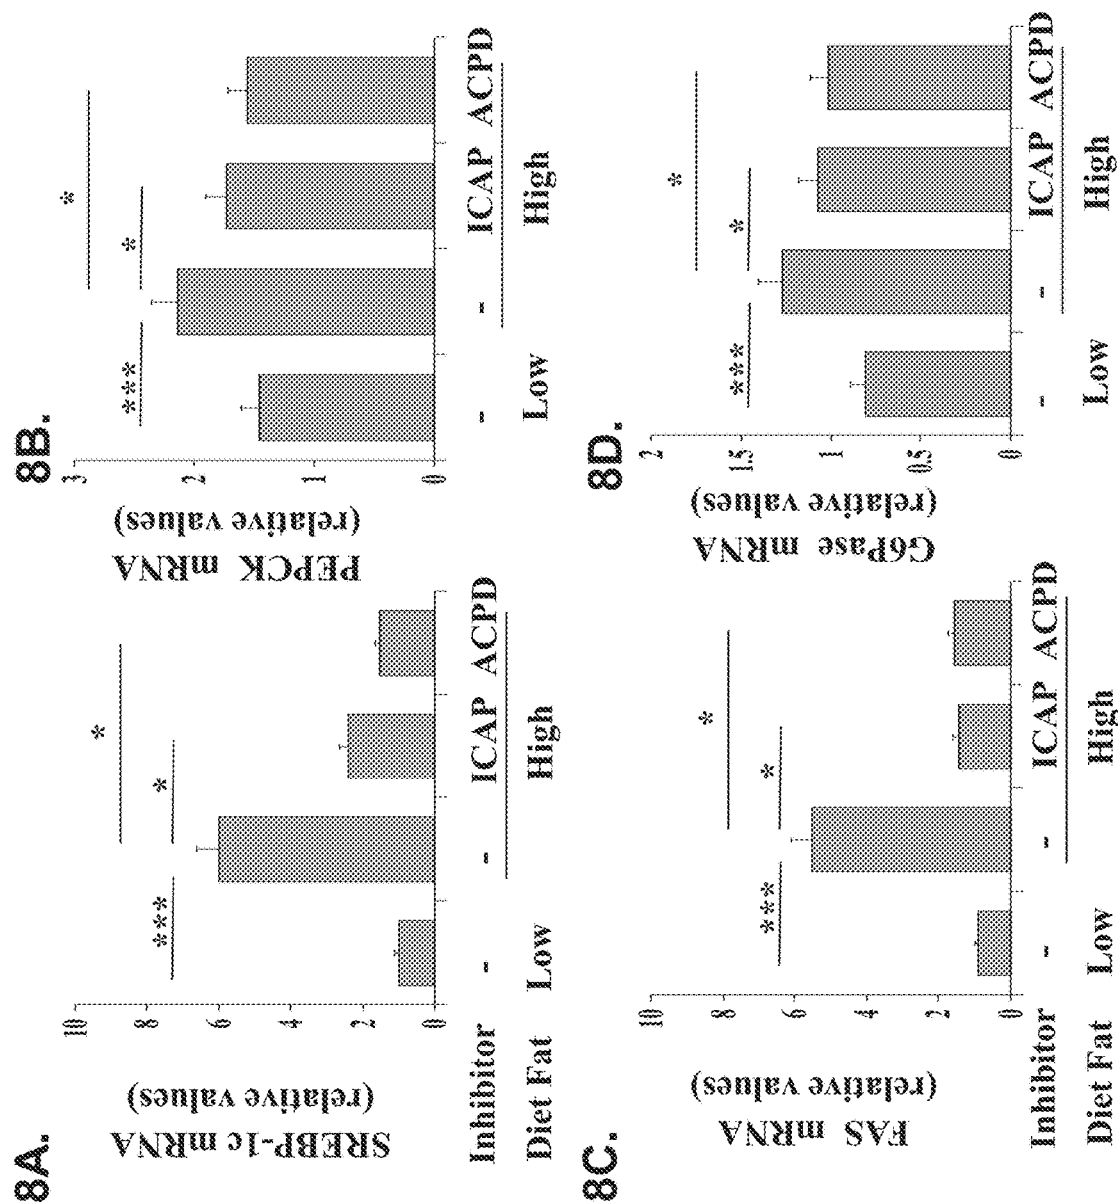 8A.
SREBP-1c mRNA
(relative values)
10
8
6
4
2
0
***
*
*
Inhibitor - - ICAP ACPD
Diet Fat Low High
8B.
PEPCK mRNA
(relative values)
3
2
1
0
***
*
*
- - ICAP ACPD
Low High
8C.
FAS mRNA
(relative values)
10
8
6
4
2
0
***
*
*
Inhibitor - - ICAP ACPD
Diet Fat Low High
8D.
G6Pase mRNA
(relative values)
2
1.5
1
0.5
0
***
*
*
- - ICAP ACPD
Low High